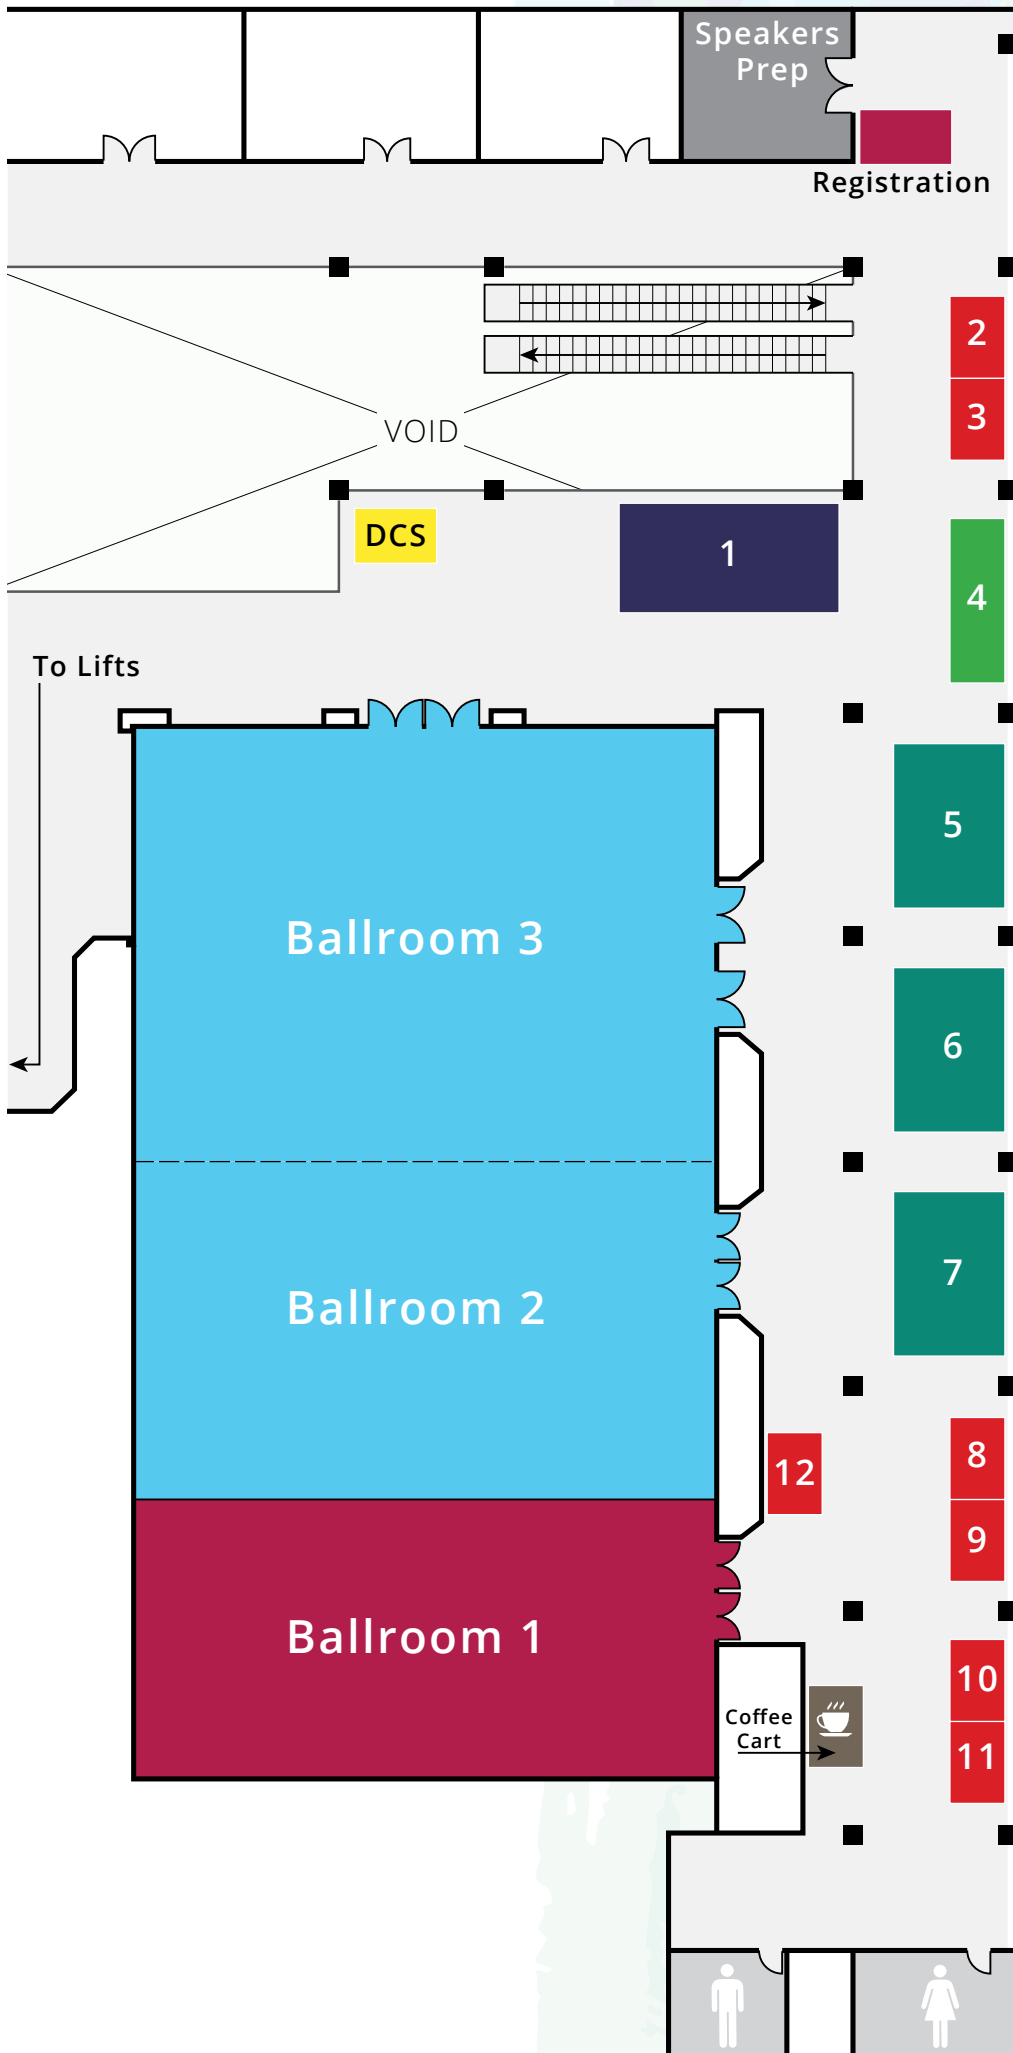 Speakers
Prep
Registration
2
3
VOID
DCS
1
4
To Lifts
5
Ballroom 3
6
Ballroom 2
7
8
12
9
Ballroom 1
10
Coffee
Cart
11